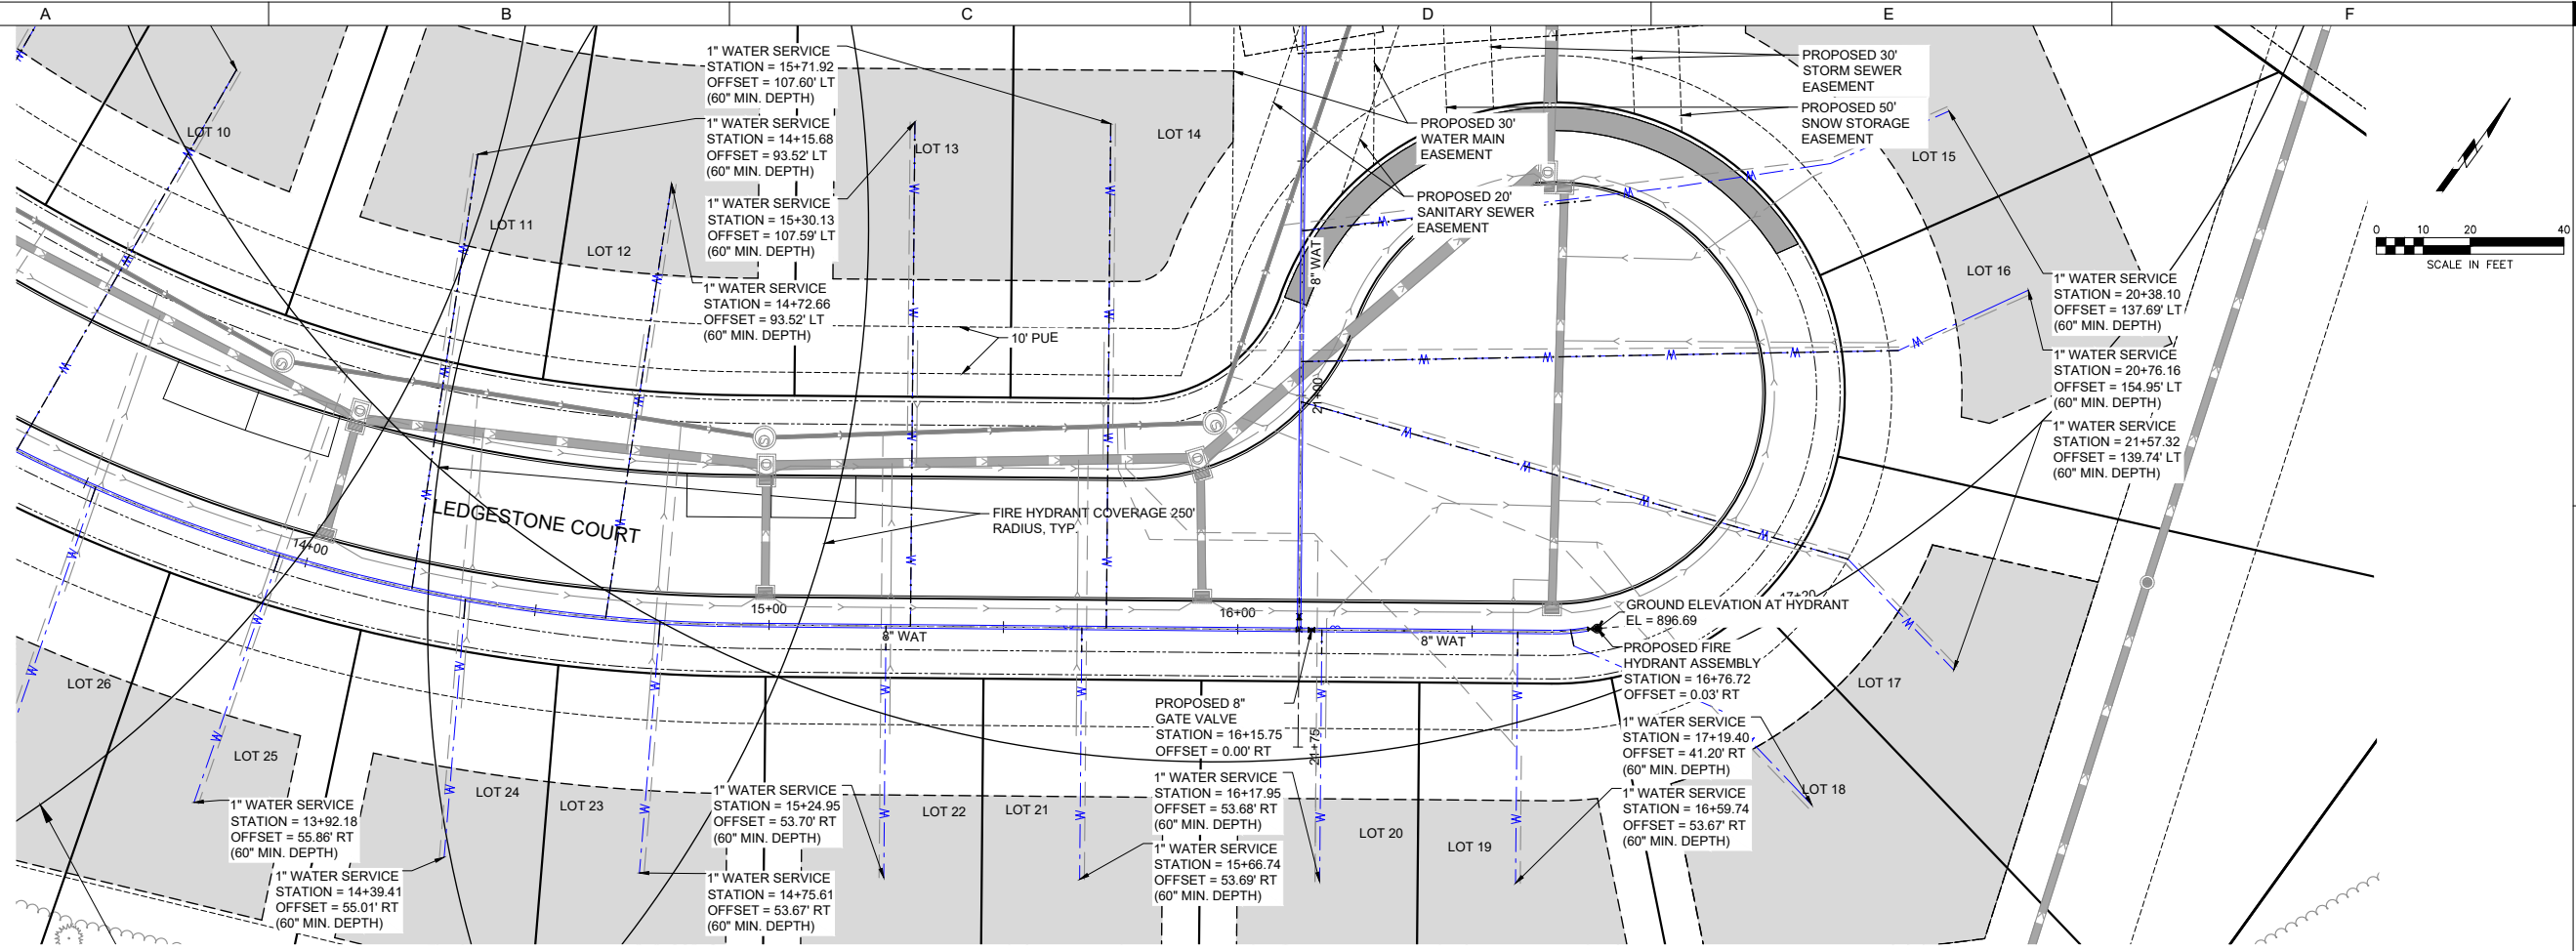 A
B
C
D
E
F
1" WATER SERVICE
STATION = 15+71.92
OFFSET = 107.60' LT
(60" MIN. DEPTH)
1" WATER SERVICE
STATION = 14+15.68
OFFSET = 93.52' LT
(60" MIN. DEPTH)
1" WATER SERVICE
STATION = 15+30.13
OFFSET = 107.59' LT
(60" MIN. DEPTH)
1" WATER SERVICE
STATION = 14+72.66
OFFSET = 93.52' LT
(60" MIN. DEPTH)
LOT 10
LOT 11
LOT 12
LOT 13
LOT 14
PROPOSED 30'
WATER MAIN
EASEMENT
PROPOSED 20'
SANITARY SEWER
EASEMENT
PROPOSED 30'
STORM SEWER
EASEMENT
PROPOSED 50'
SNOW STORAGE
EASEMENT
LOT 15
LOT 16
0 10 20 40
SCALE IN FEET
1" WATER SERVICE
STATION = 20+38.10
OFFSET = 137.69' LT
(60" MIN. DEPTH)
1" WATER SERVICE
STATION = 20+76.16
OFFSET = 154.95' LT
(60" MIN. DEPTH)
1" WATER SERVICE
STATION = 21+57.32
OFFSET = 139.74' LT
(60" MIN. DEPTH)
8" WAT
10' PUE
21+00
FIRE HYDRANT COVERAGE 250'
RADIUS, TYP.
LEDGESTONE COURT
14+00
15+00
16+00
17+20
8" WAT
8" WAT
GROUND ELEVATION AT HYDRANT
EL = 896.69
PROPOSED FIRE
HYDRANT ASSEMBLY
STATION = 16+76.72
OFFSET = 0.03' RT
1" WATER SERVICE
STATION = 17+19.40
OFFSET = 41.20' RT
(60" MIN. DEPTH)
1" WATER SERVICE
STATION = 16+59.74
OFFSET = 53.67' RT
(60" MIN. DEPTH)
PROPOSED 8"
GATE VALVE
STATION = 16+15.75
OFFSET = 0.00' RT
21+75
1" WATER SERVICE
STATION = 16+17.95
OFFSET = 53.68' RT
(60" MIN. DEPTH)
1" WATER SERVICE
STATION = 15+66.74
OFFSET = 53.69' RT
(60" MIN. DEPTH)
LOT 26
LOT 25
LOT 24
LOT 23
LOT 22
LOT 21
LOT 20
LOT 19
LOT 18
LOT 17
1" WATER SERVICE
STATION = 13+92.18
OFFSET = 55.86' RT
(60" MIN. DEPTH)
1" WATER SERVICE
STATION = 14+39.41
OFFSET = 55.01' RT
(60" MIN. DEPTH)
1" WATER SERVICE
STATION = 15+24.95
OFFSET = 53.70' RT
(60" MIN. DEPTH)
1" WATER SERVICE
STATION = 14+75.61
OFFSET = 53.67' RT
(60" MIN. DEPTH)